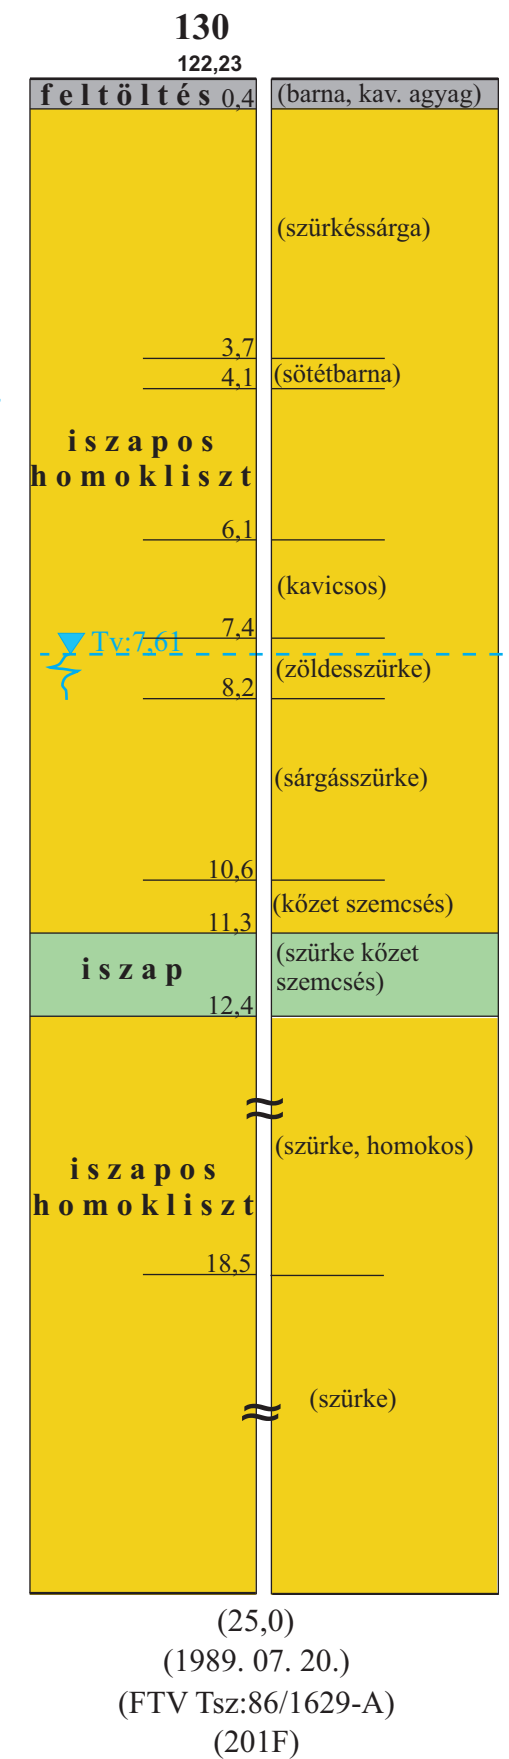 130
122,23
feltöltés 0,4 (barna, kav. agyag)
(szürkéssárga)
3,7
4,1 (sötétbarna)
iszapos
homokliszt
6,1
(kavicsos)
7,4
Tv:7,61
(zöldesszürke)
8,2
(sárgásszürke)
10,6
(kőzet szemcsés)
11,3
iszap (szürke kőzet
szemcsés)
12,4
(szürke, homokos)
iszapos
homokliszt
18,5
(szürke)
(25,0)
(1989. 07. 20.)
(FTV Tsz:86/1629-A)
(201F)